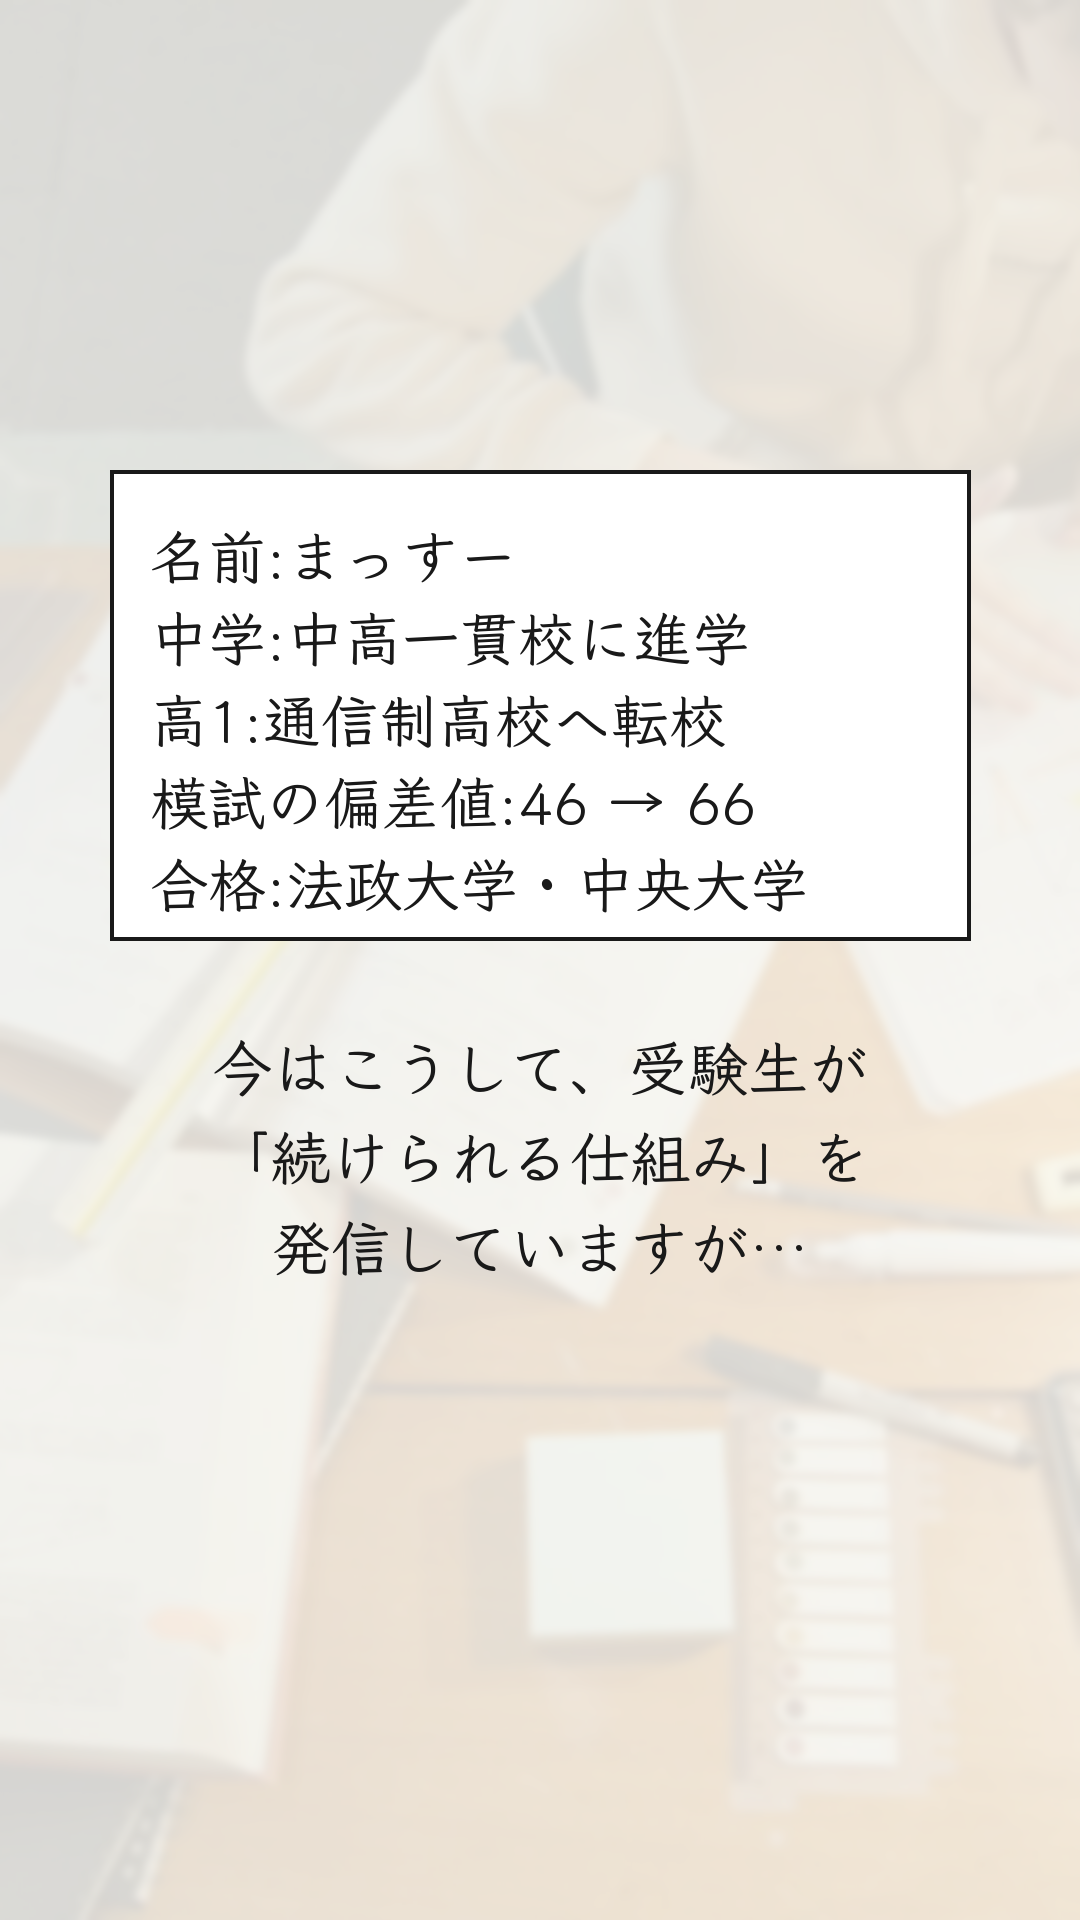 名前:まっすー
中学:中高一貫校に進学
高1:通信制高校へ転校
模試の偏差値:46 → 66
合格:法政大学・中央大学
今はこうして、受験生が
「続けられる仕組み」を
発信していますが…